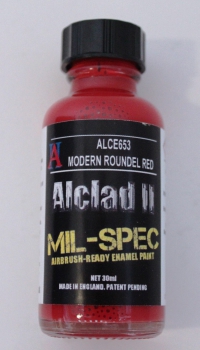 ALCE653
MODERN ROUNDEL RED
Alclad II
MIL-SPEC
AIRBRUSH-READY ENAMEL PAINT
NET 30ml
MADE IN ENGLAND. PATENT PENDING